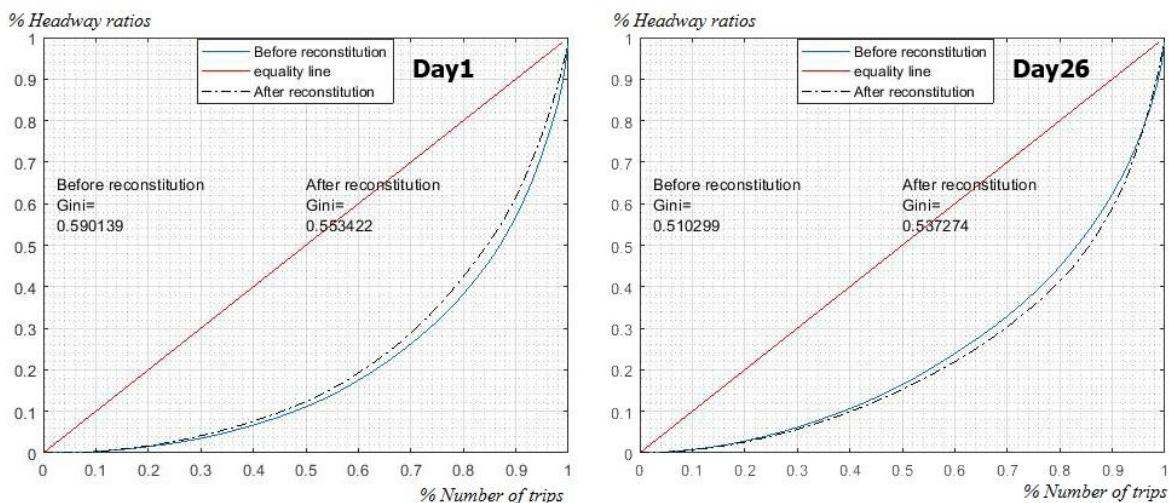 % Headway ratios
Before reconstitution
equality line
After reconstitution
Day1
Before reconstitution
Gini=
0.590139
After reconstitution
Gini=
0.553422
1
0.9
0.8
0.7
0.6
0.5
0.4
0.3
0.2
0.1
0
0 0.1 0.2 0.3 0.4 0.5 0.6 0.7 0.8 0.9 1
% Number of trips
% Headway ratios
Before reconstitution
equality line
After reconstitution
Day26
Before reconstitution
Gini=
0.510299
After reconstitution
Gini=
0.537274
1
0.9
0.8
0.7
0.6
0.5
0.4
0.3
0.2
0.1
0
0 0.1 0.2 0.3 0.4 0.5 0.6 0.7 0.8 0.9 1
% Number of trips